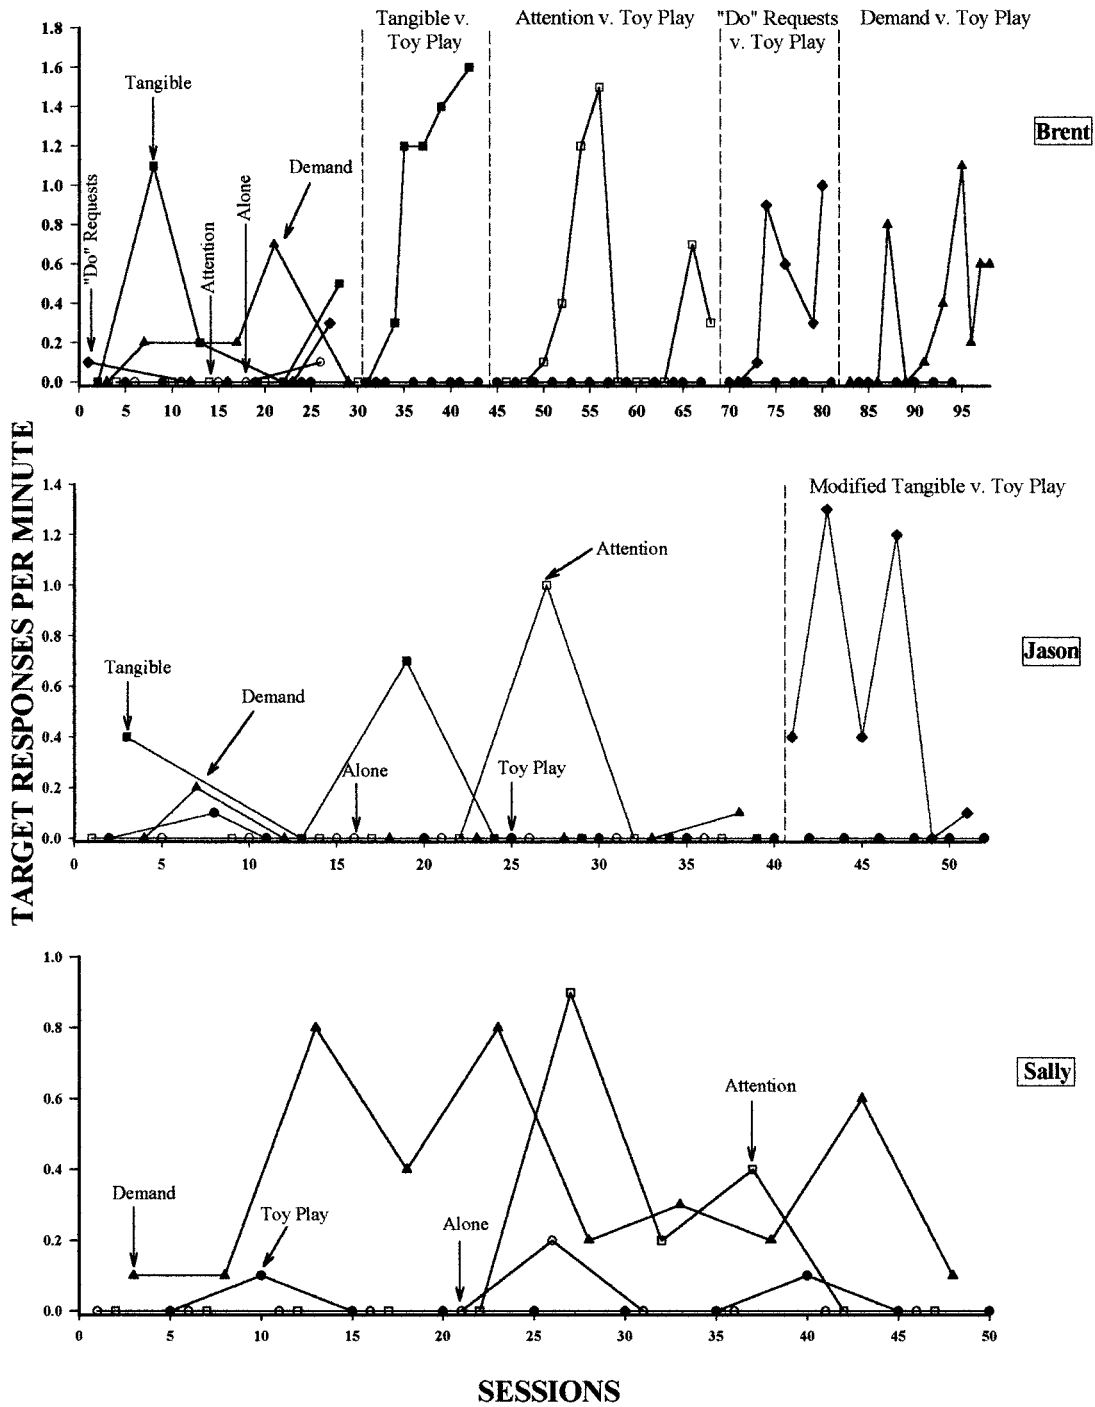 Tangible v.
Toy Play
Attention v. Toy Play
"Do" Requests
v. Toy Play
Demand v. Toy Play
1.8
1.6
1.4
1.2
1.0
0.8
0.6
0.4
0.2
0.0
Tangible
Demand
"Do" Requests
Attention
Alone
Brent
0 5 10 15 20 25 30 35 40 45 50 55 60 65 70 75 80 85 90 95
TARGET RESPONSES PER MINUTE
Modified Tangible v. Toy Play
1.4
1.2
1.0
0.8
0.6
0.4
0.2
0.0
Attention
Tangible
Demand
Alone
Toy Play
Jason
0 5 10 15 20 25 30 35 40 45 50
1.0
0.8
0.6
0.4
0.2
0.0
Sally
Attention
Demand
Toy Play
Alone
0 5 10 15 20 25 30 35 40 45 50
SESSIONS